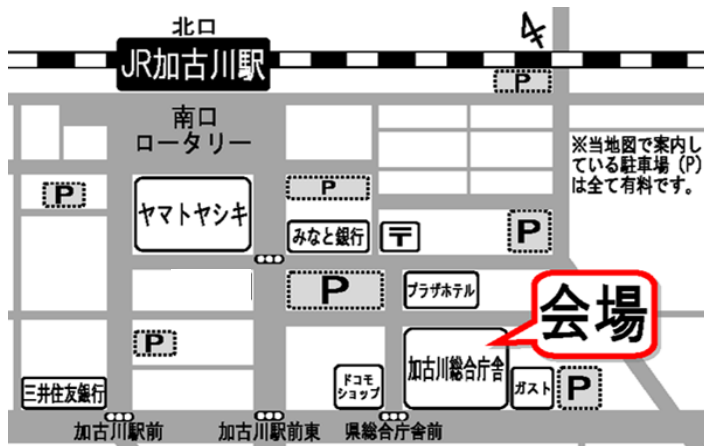 北口
JR加古川駅
P
南口
ロータリー
※当地図で案内し
ている駐車場(P)
は全て有料です。
P
P
ヤマトヤシキ
みなと銀行
〒
P
P
プラザホテル
会場
P
加古川総合庁舎
ドコモ
ショップ
ガスト
P
三井住友銀行
加古川駅前
加古川駅前東
県総合庁舎前